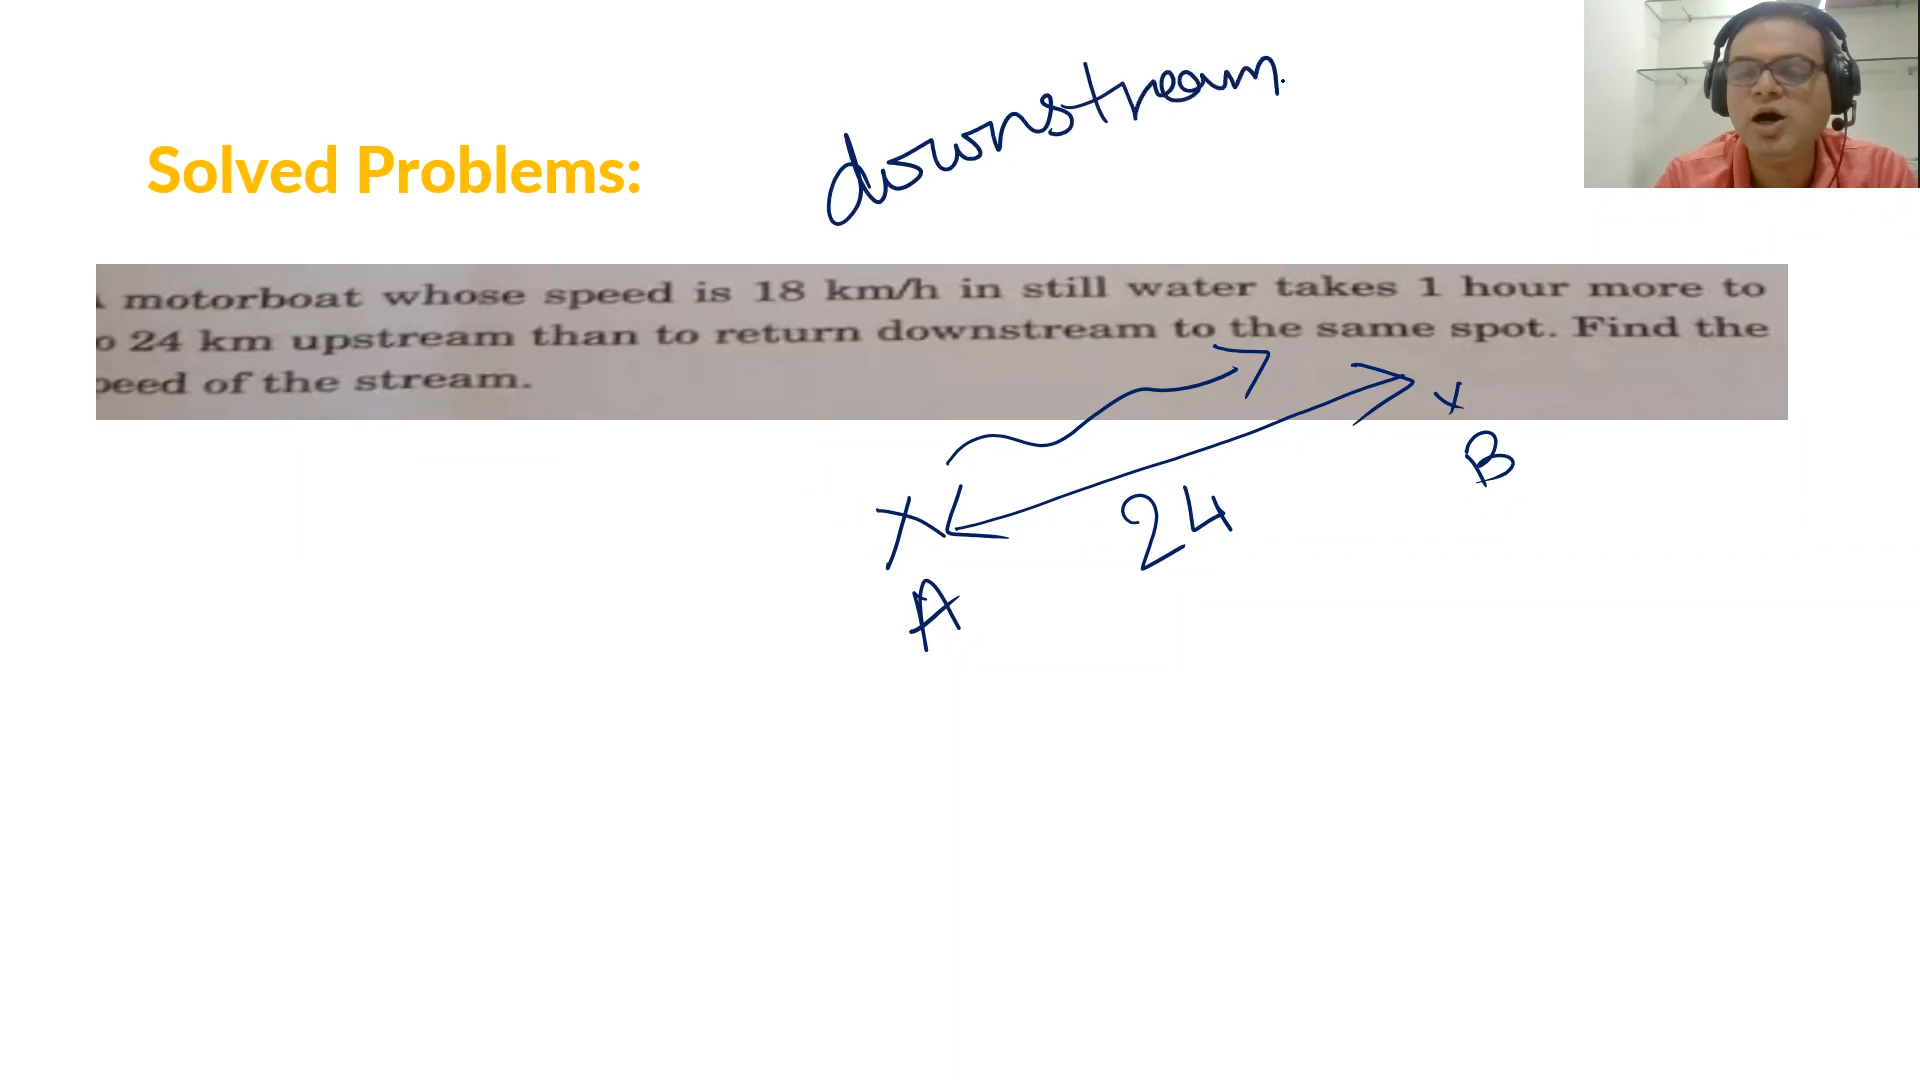 downstream.
Solved Problems:
motorboat whose speed is 18 km/h in still water takes 1 hour more to
o 24 km upstream than to return downstream to the same spot. Find the
peed of the stream.
B
24
A